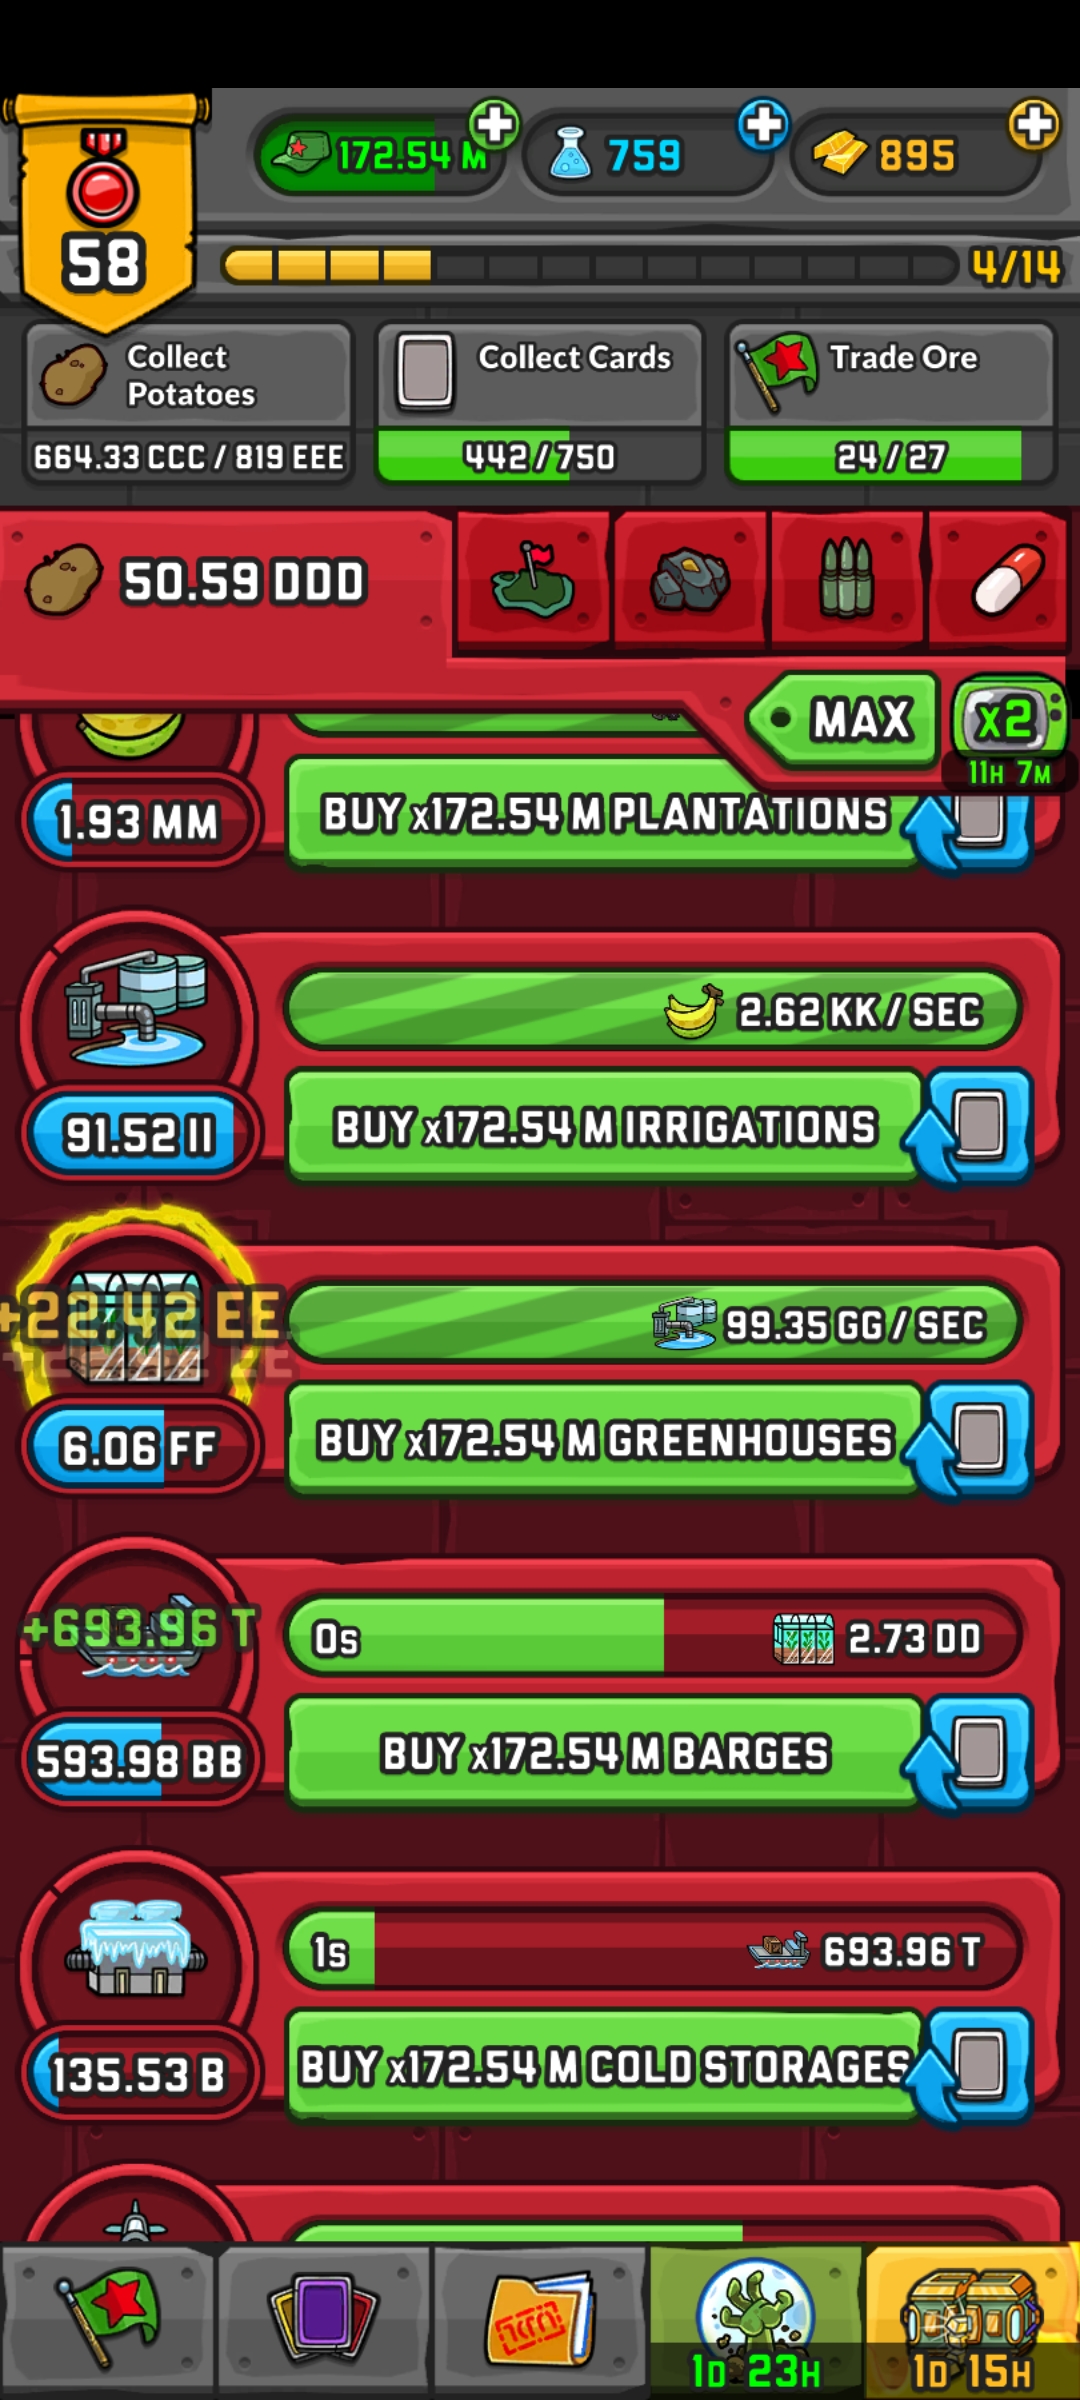 172.54 M
759
895
58
4/14
Collect
Potatoes
664.33 CCC / 819 EEE
Collect Cards
442/750
Trade Ore
24/27
50.59 DDD
MAX
x2
11H 7M
1.93 MM
BUY x172.54 M PLANTATIONS
2.62 KK / SEC
91.52 II
BUY x172.54 M IRRIGATIONS
+22.42 EE
99.35 GG / SEC
6.06 FF
BUY x172.54 M GREENHOUSES
+693.96 T
0s
2.73 DD
593.98 BB
BUY x172.54 M BARGES
1s
693.96 T
135.53 B
BUY x172.54 M COLD STORAGES
1D 23H
1D 15H